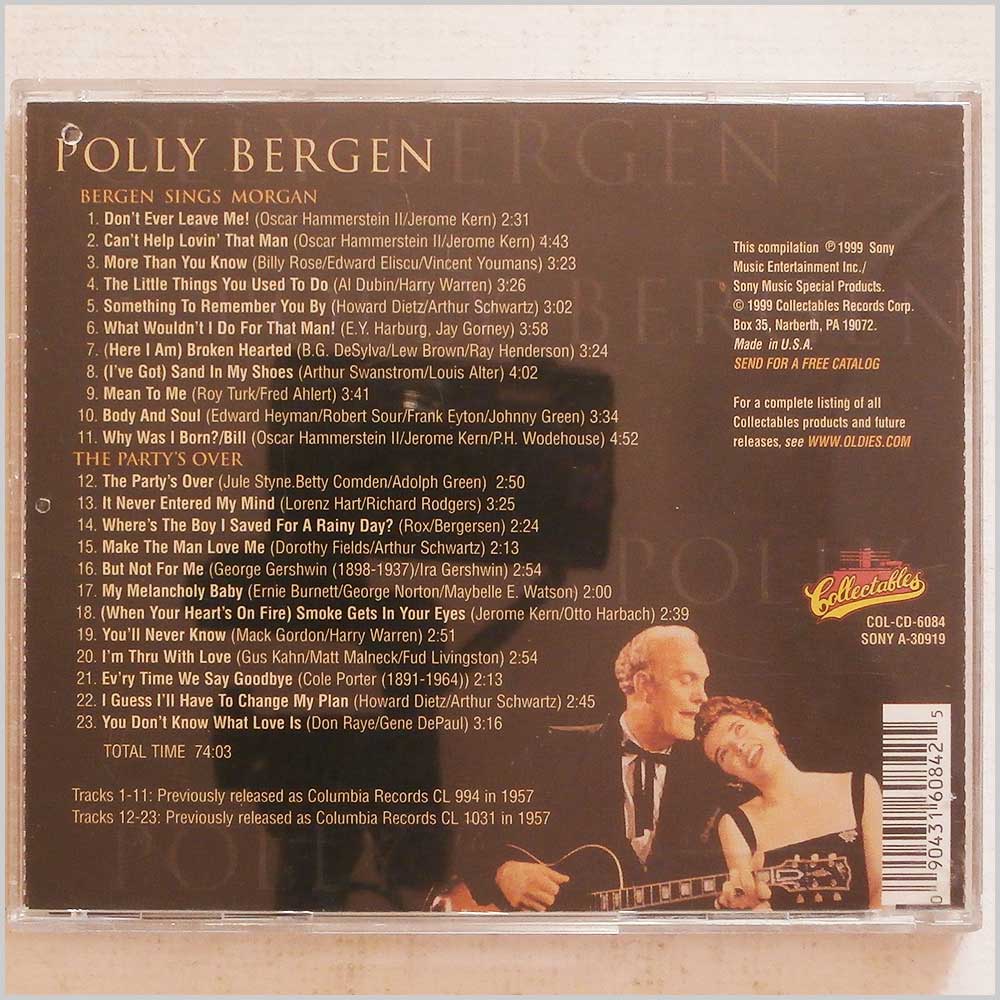 POLLY BERGEN
BERGEN SINGS MORGAN
1. Don't Ever Leave Me! (Oscar Hammerstein II/Jerome Kern) 2:31
2. Can't Help Lovin' That Man (Oscar Hammerstein II/Jerome Kern) 4:43
3. More Than You Know (Billy Rose/Edward Eliscu/Vincent Youmans) 3:23
4. The Little Things You Used To Do (Al Dubin/Harry Warren) 3:26
5. Something To Remember You By (Howard Dietz/Arthur Schwartz) 3:02
6. What Wouldn't I Do For That Man! (E.Y. Harburg, Jay Gorney) 3:58
7. (Here I Am) Broken Hearted (B.G. DeSylva/Lew Brown/Ray Henderson) 3:24
8. (I've Got) Sand In My Shoes (Arthur Swanstrom/Louis Alter) 4:02
9. Mean To Me (Roy Turk/Fred Ahlert) 3:41
10. Body And Soul (Edward Heyman/Robert Sour/Frank Eyton/Johnny Green) 3:34
11. Why Was I Born?/Bill (Oscar Hammerstein II/Jerome Kern/P.H. Wodehouse) 4:52
THE PARTY'S OVER
12. The Party's Over (Jule Styne.Betty Comden/Adolph Green) 2:50
13. It Never Entered My Mind (Lorenz Hart/Richard Rodgers) 3:25
14. Where's The Boy I Saved For A Rainy Day? (Rox/Bergersen) 2:24
15. Make The Man Love Me (Dorothy Fields/Arthur Schwartz) 2:13
16. But Not For Me (George Gershwin (1898-1937)/Ira Gershwin) 2:54
17. My Melancholy Baby (Ernie Burnett/George Norton/Maybelle E. Watson) 2:00
18. (When Your Heart's On Fire) Smoke Gets In Your Eyes (Jerome Kern/Otto Harbach) 2:39
19. You'll Never Know (Mack Gordon/Harry Warren) 2:51
20. I'm Thru With Love (Gus Kahn/Matt Malneck/Fud Livingston) 2:54
21. Ev'ry Time We Say Goodbye (Cole Porter (1891-1964)) 2:13
22. I Guess I'll Have To Change My Plan (Howard Dietz/Arthur Schwartz) 2:45
23. You Don't Know What Love Is (Don Raye/Gene DePaul) 3:16
TOTAL TIME 74:03
Tracks 1-11: Previously released as Columbia Records CL 994 in 1957
Tracks 12-23: Previously released as Columbia Records CL 1031 in 1957
This compilation ℗ 1999 Sony
Music Entertainment Inc./
Sony Music Special Products.
© 1999 Collectables Records Corp.
Box 35, Narberth, PA 19072.
Made in U.S.A.
SEND FOR A FREE CATALOG
For a complete listing of all
Collectables products and future
releases, see WWW.OLDIES.COM
Collectables
COL-CD-6084
SONY A-30919
0 90431 60842 5
POLLY BERGEN
BERGEN
POLLY
POLLY